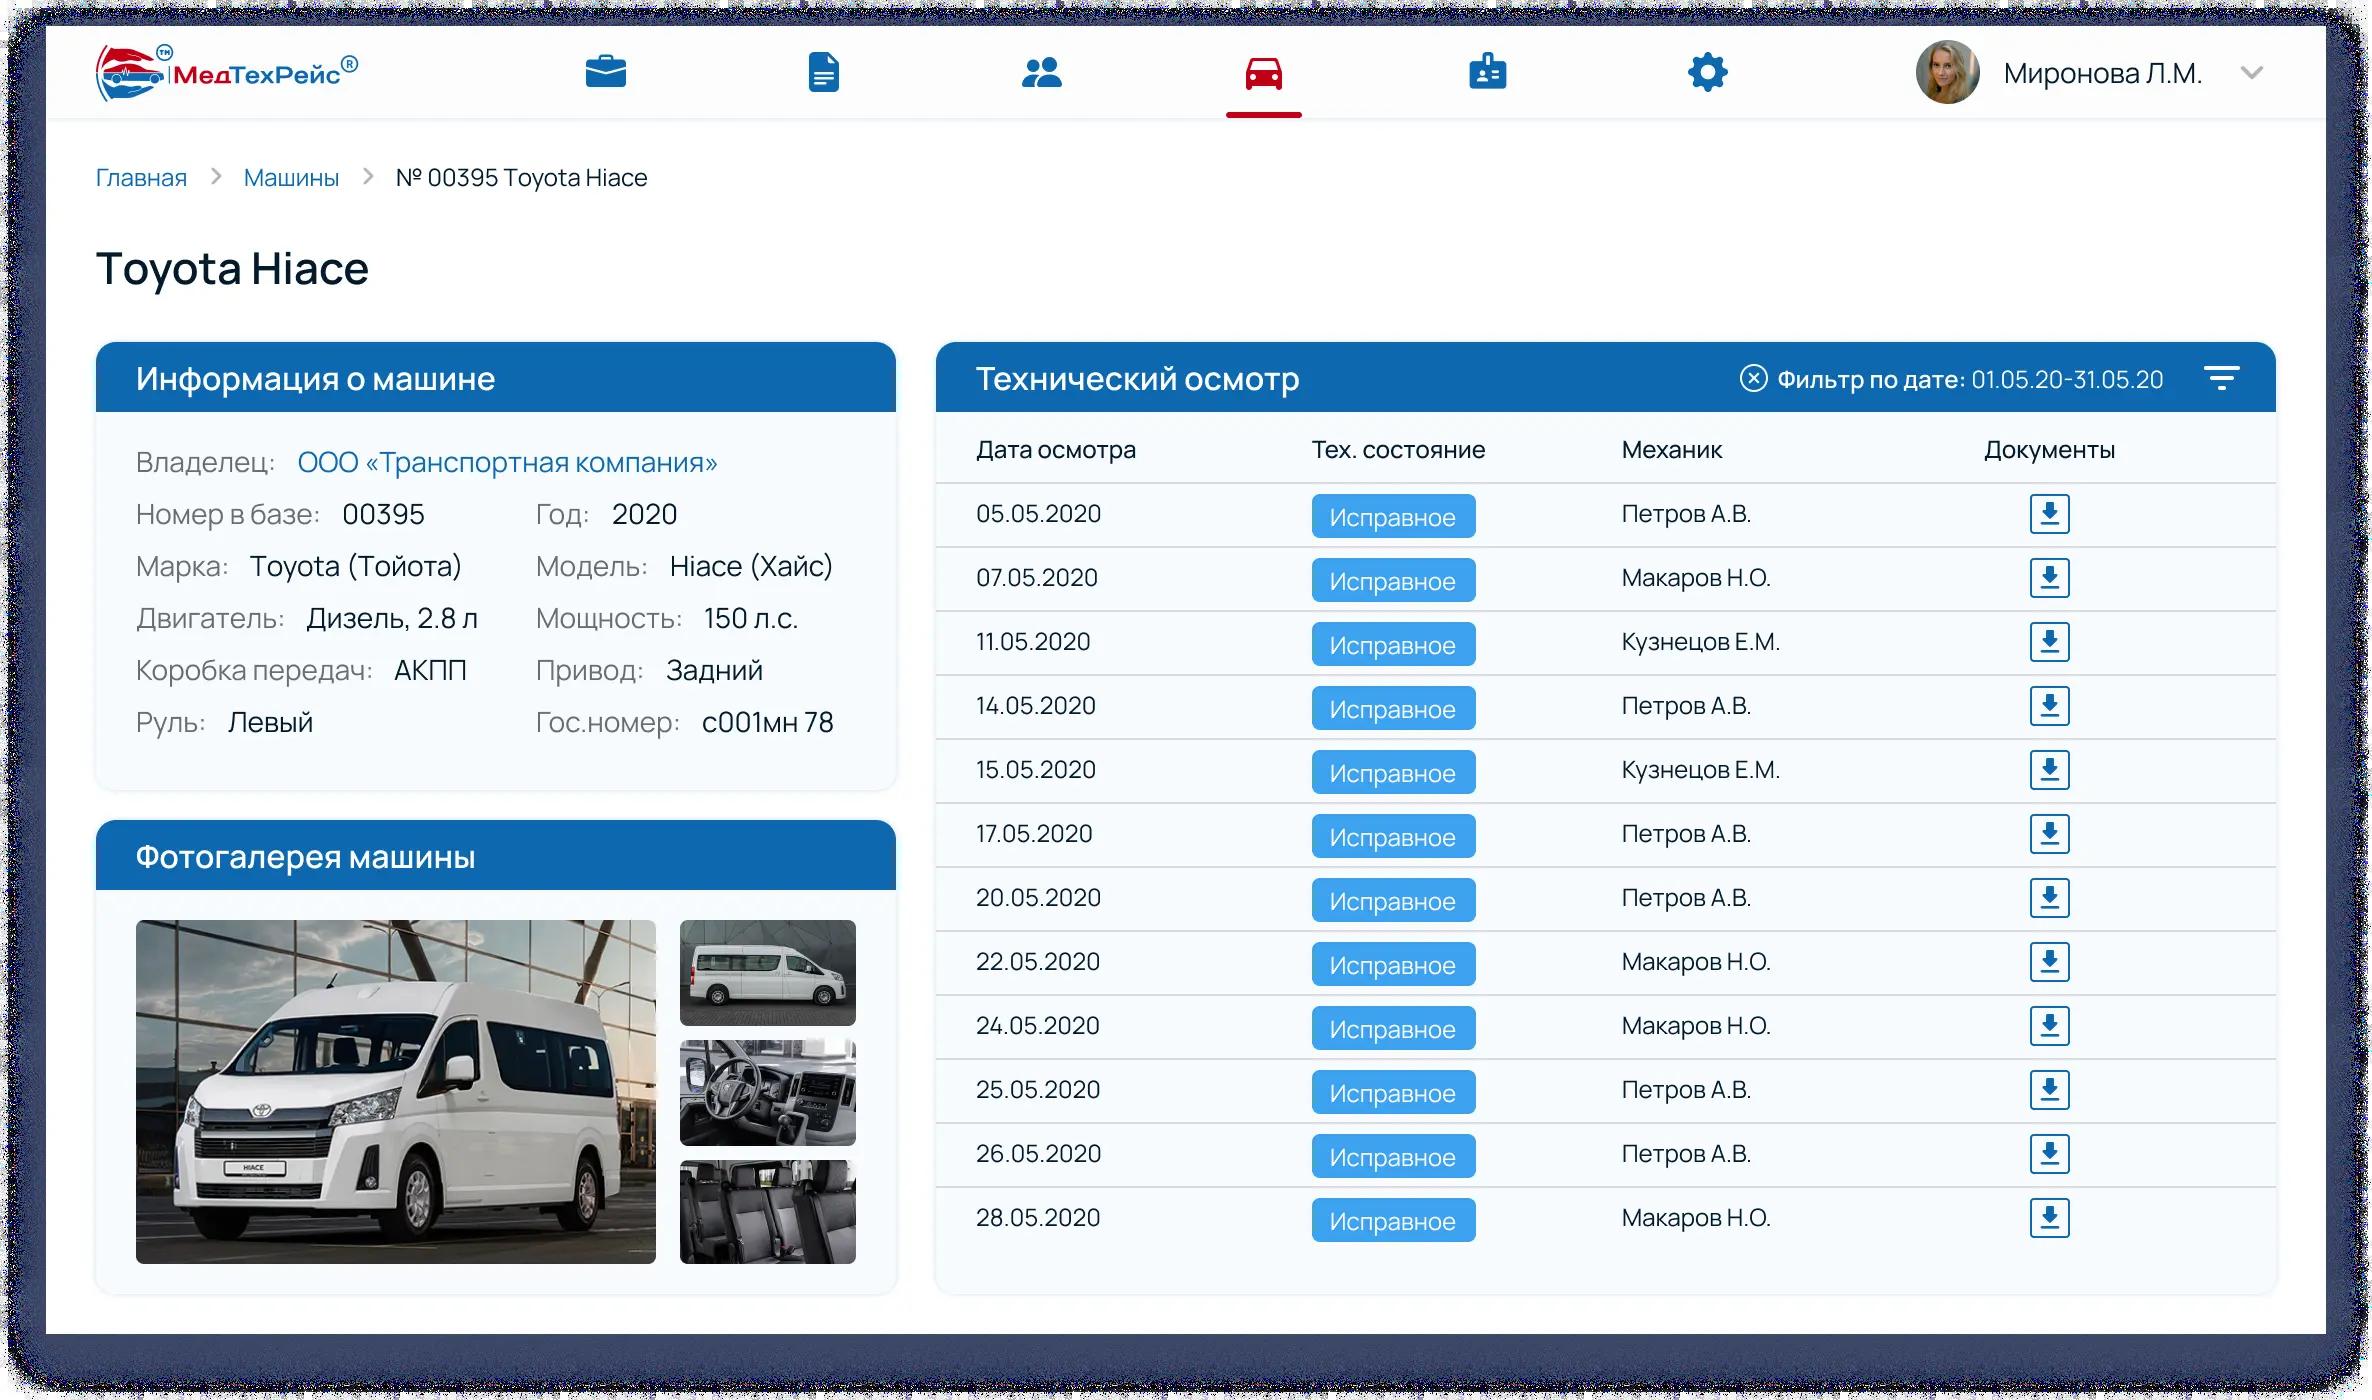 МедТехРейс®
TM
Миронова Л.М.
Главная > Машины > № 00395 Toyota Hiace
Toyota Hiace
Информация о машине
Владелец: ООО «Транспортная компания»
Номер в базе: 00395 Год: 2020
Марка: Toyota (Тойота) Модель: Hiace (Хайс)
Двигатель: Дизель, 2.8 л Мощность: 150 л.с.
Коробка передач: АКПП Привод: Задний
Руль: Левый Гос.номер: с001мн 78
Фотогалерея машины
HIACE
Технический осмотр Фильтр по дате: 01.05.20-31.05.20
Дата осмотра Тех. состояние Механик Документы
05.05.2020 Исправное Петров А.В.
07.05.2020 Исправное Макаров Н.О.
11.05.2020 Исправное Кузнецов Е.М.
14.05.2020 Исправное Петров А.В.
15.05.2020 Исправное Кузнецов Е.М.
17.05.2020 Исправное Петров А.В.
20.05.2020 Исправное Петров А.В.
22.05.2020 Исправное Макаров Н.О.
24.05.2020 Исправное Макаров Н.О.
25.05.2020 Исправное Петров А.В.
26.05.2020 Исправное Петров А.В.
28.05.2020 Исправное Макаров Н.О.